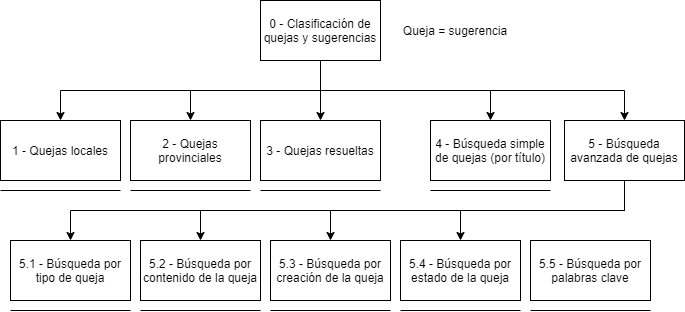 0 - Clasificación de
quejas y sugerencias
Queja = sugerencia
1 - Quejas locales
2 - Quejas
provinciales
3 - Quejas resueltas
4 - Búsqueda simple
de quejas (por título)
5 - Búsqueda
avanzada de quejas
5.1 - Búsqueda por
tipo de queja
5.2 - Búsqueda por
contenido de la queja
5.3 - Búsqueda por
creación de la queja
5.4 - Búsqueda por
estado de la queja
5.5 - Búsqueda por
palabras clave